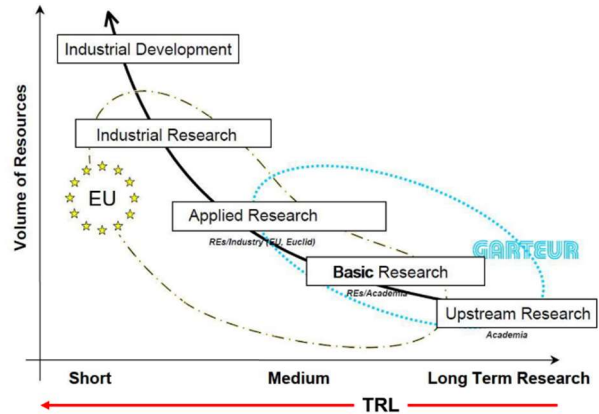 Industrial Development
Industrial Research
EU
Applied Research
REs/Industry (EU, Euclid)
GARTEUR
Basic Research
REs/Academia
Upstream Research
Academia
Volume of Resources
Short
Medium
Long Term Research
TRL